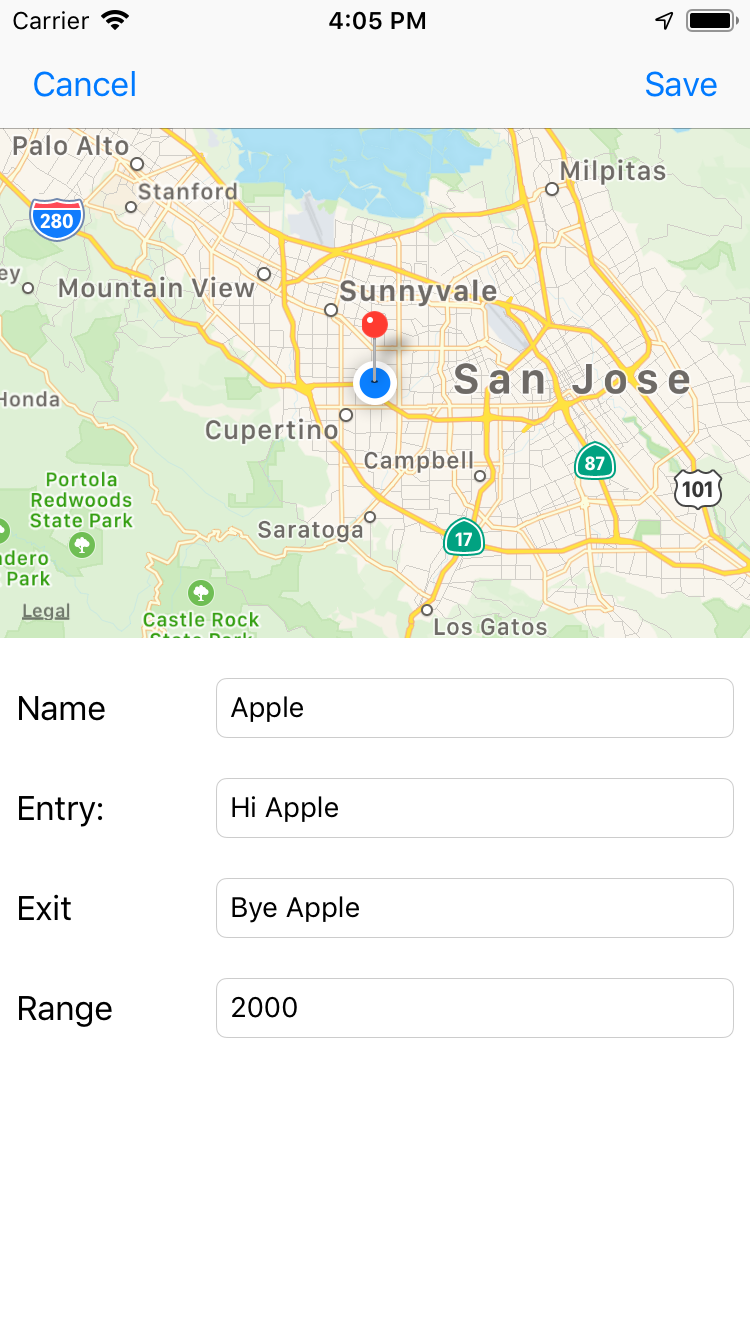 Carrier 4:05 PM
Cancel Save
Palo Alto
Milpitas
Stanford
280
ey
Mountain View
Sunnyvale
San Jose
Honda
Cupertino
Campbell
87
Portola
Redwoods
State Park
101
Saratoga
17
dero
Park
Legal
Castle Rock
State Park
Los Gatos
Name Apple
Entry: Hi Apple
Exit Bye Apple
Range 2000